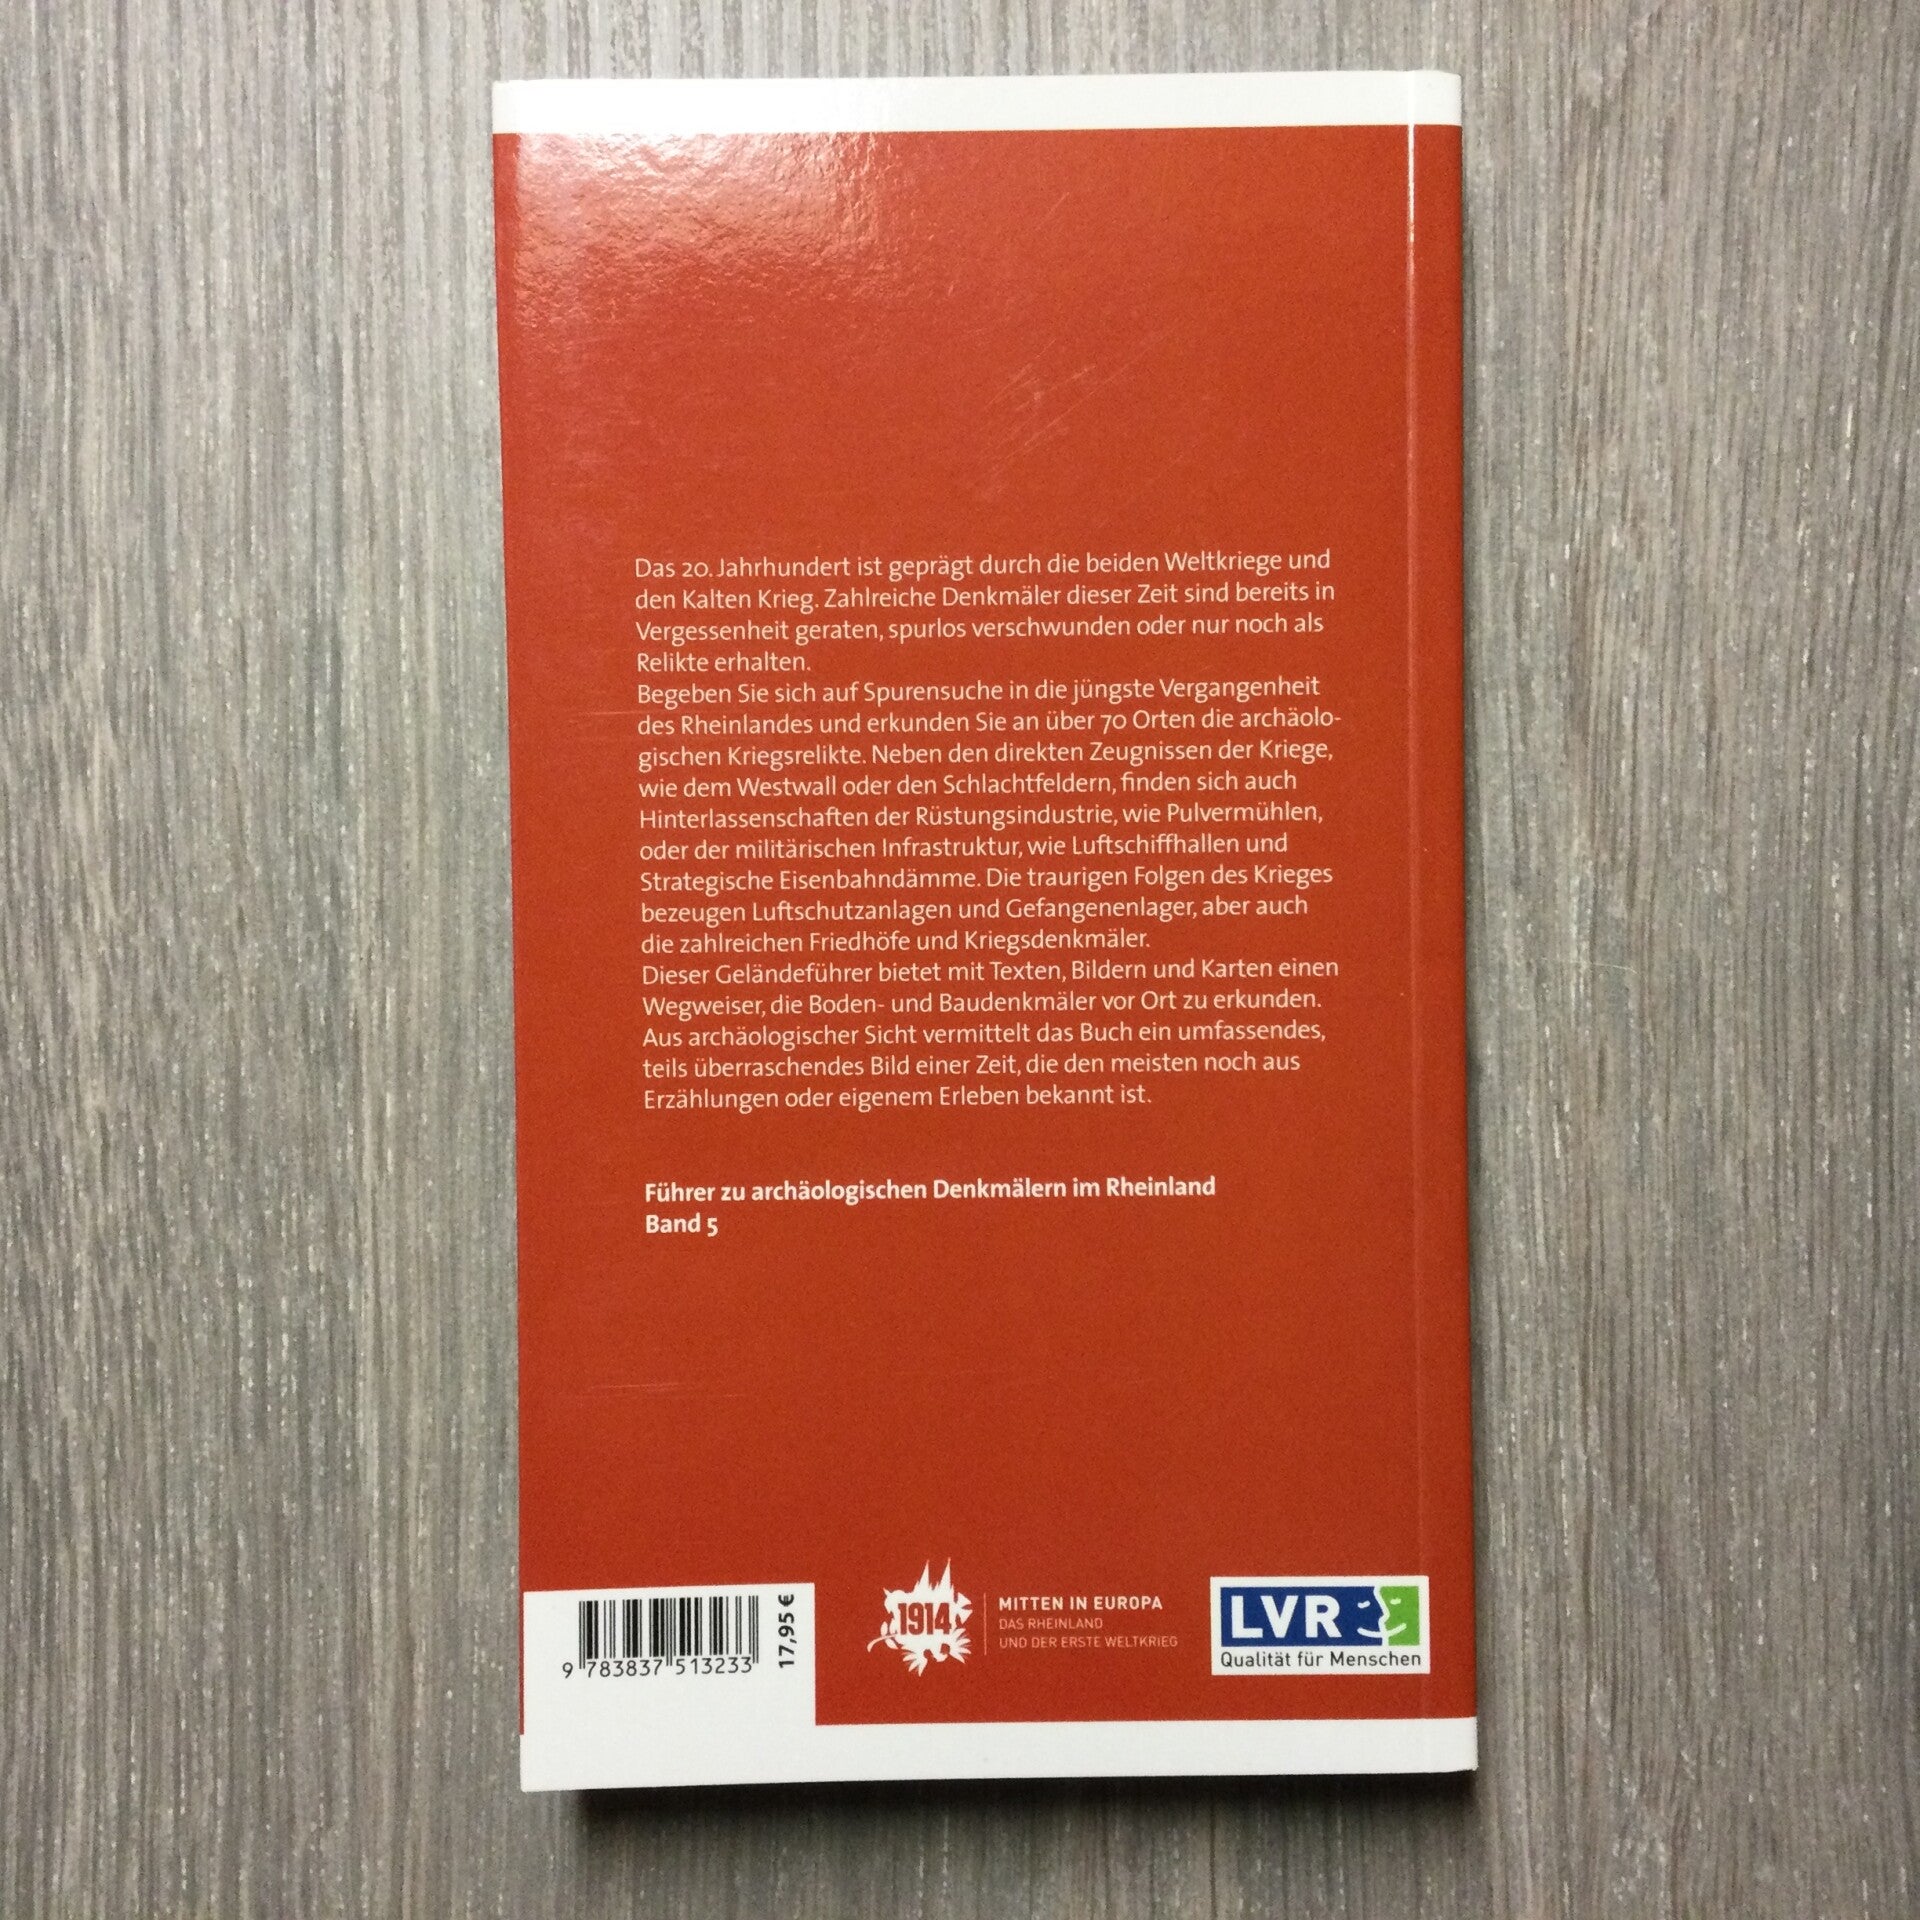 Das 20. Jahrhundert ist geprägt durch die beiden Weltkriege und
den Kalten Krieg. Zahlreiche Denkmäler dieser Zeit sind bereits in
Vergessenheit geraten, spurlos verschwunden oder nur noch als
Relikte erhalten.
Begeben Sie sich auf Spurensuche in die jüngste Vergangenheit
des Rheinlandes und erkunden Sie an über 70 Orten die archäolo-
gischen Kriegsrelikte. Neben den direkten Zeugnissen der Kriege,
wie dem Westwall oder den Schlachtfeldern, finden sich auch
Hinterlassenschaften der Rüstungsindustrie, wie Pulvermühlen,
oder der militärischen Infrastruktur, wie Luftschiffhallen und
Strategische Eisenbahndämme. Die traurigen Folgen des Krieges
bezeugen Luftschutzanlagen und Gefangenenlager, aber auch
die zahlreichen Friedhöfe und Kriegsdenkmäler.
Dieser Geländeführer bietet mit Texten, Bildern und Karten einen
Wegweiser, die Boden- und Baudenkmäler vor Ort zu erkunden.
Aus archäologischer Sicht vermittelt das Buch ein umfassendes,
teils überraschendes Bild einer Zeit, die den meisten noch aus
Erzählungen oder eigenem Erleben bekannt ist.
Führer zu archäologischen Denkmälern im Rheinland
Band 5
9 783837 513233
17,95 €
1914
MITTEN IN EUROPA
DAS RHEINLAND
UND DER ERSTE WELTKRIEG
LVR
Qualität für Menschen